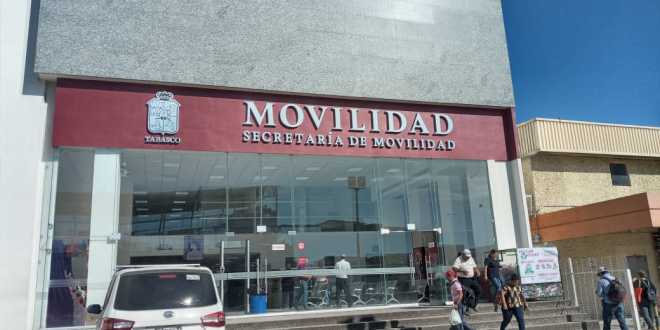 MOVILIDAD
SECRETARÍA DE MOVILIDAD
TABASCO